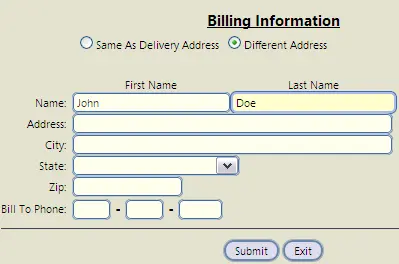 Billing Information
Same As Delivery Address Different Address
First Name Last Name
Name: John Doe
Address:
City:
State:
Zip:
Bill To Phone: - -
Submit Exit